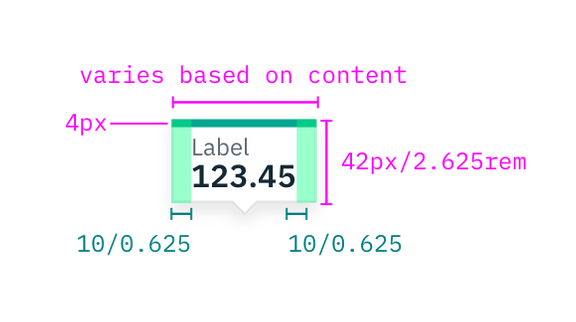 varies based on content
4px
Label
123.45
42px/2.625rem
10/0.625
10/0.625